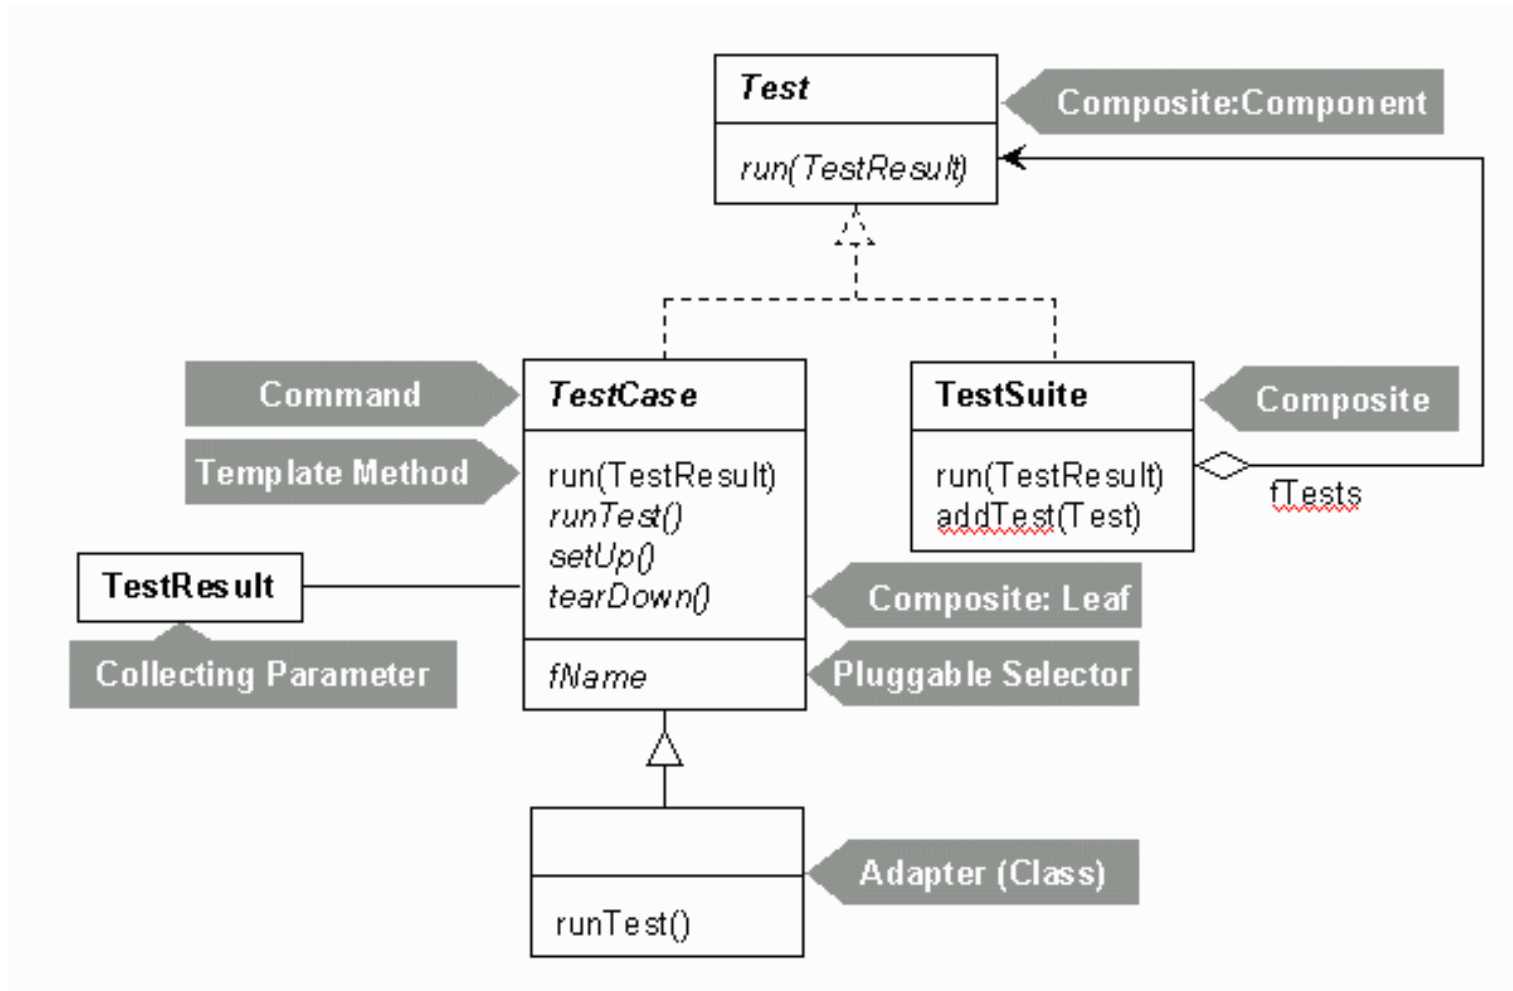 Test
Composite:Component
run(TestResult)
Command
TestCase
TestSuite
Composite
Template Method
run(TestResult)
runTest()
setUp()
tearDown()
run(TestResult)
addTest(Test)
fTests
TestResult
Composite: Leaf
Collecting Parameter
fName
Pluggable Selector
Adapter (Class)
runTest()